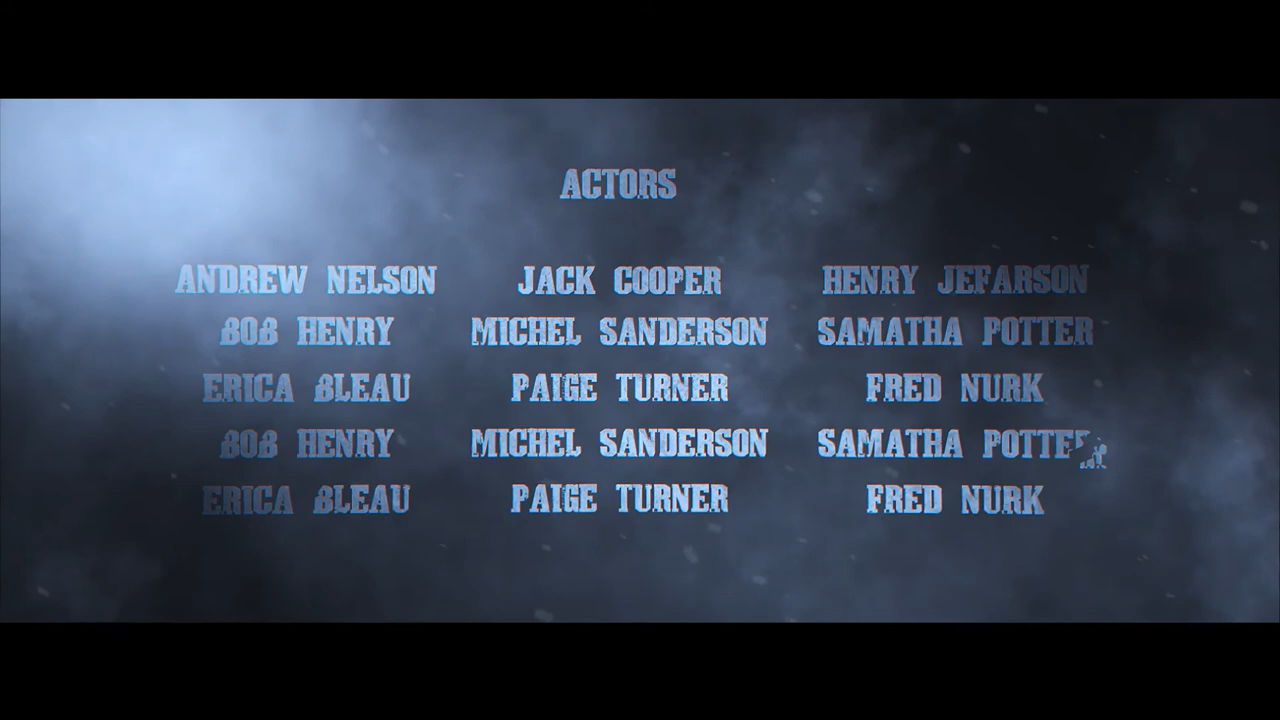 ACTORS
ANDREW NELSON JACK COOPER HENRY JEFARSON
BOB HENRY MICHEL SANDERSON SAMATHA POTTER
ERICA BLEAU PAIGE TURNER FRED NURK
BOB HENRY MICHEL SANDERSON SAMATHA POTTER
ERICA BLEAU PAIGE TURNER FRED NURK